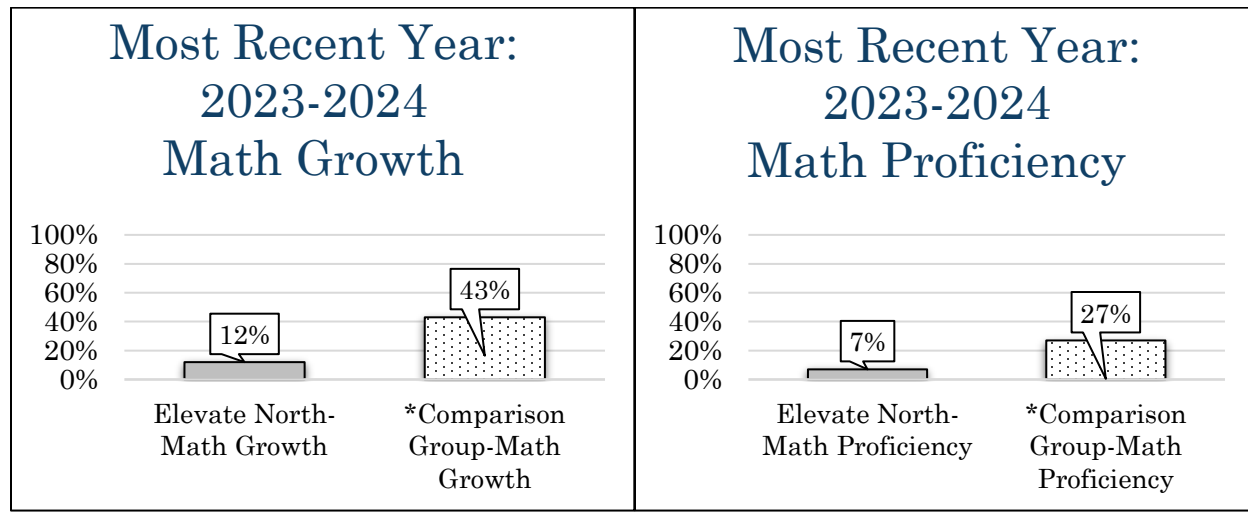 Most Recent Year:
2023-2024
Math Growth
100%
80%
60%
40%
20%
0%
12%
43%
Elevate North-
Math Growth
*Comparison
Group-Math
Growth
Most Recent Year:
2023-2024
Math Proficiency
100%
80%
60%
40%
20%
0%
7%
27%
Elevate North-
Math Proficiency
*Comparison
Group-Math
Proficiency